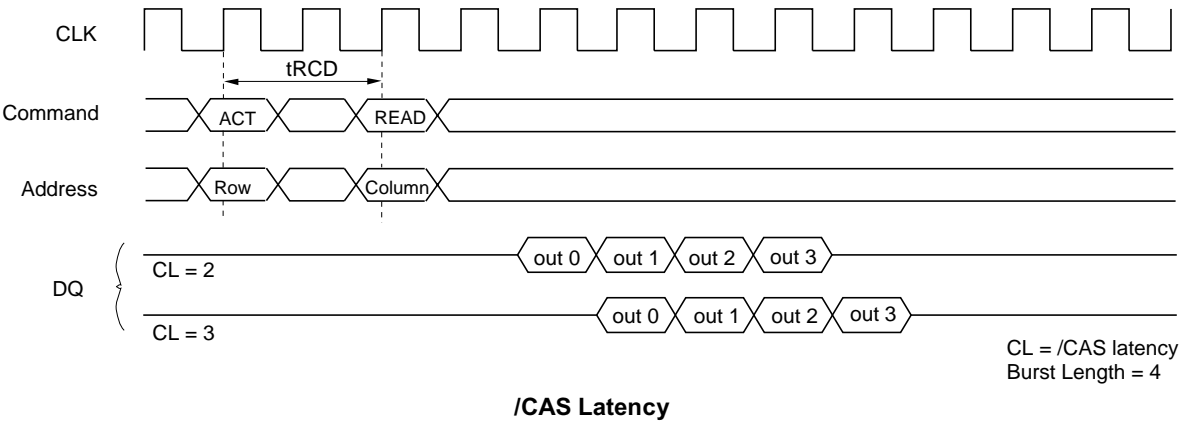 CLK
tRCD
Command ACT READ
Address Row Column
out 0 out 1 out 2 out 3
CL = 2
DQ
out 0 out 1 out 2 out 3
CL = 3
CL = /CAS latency
Burst Length = 4
/CAS Latency